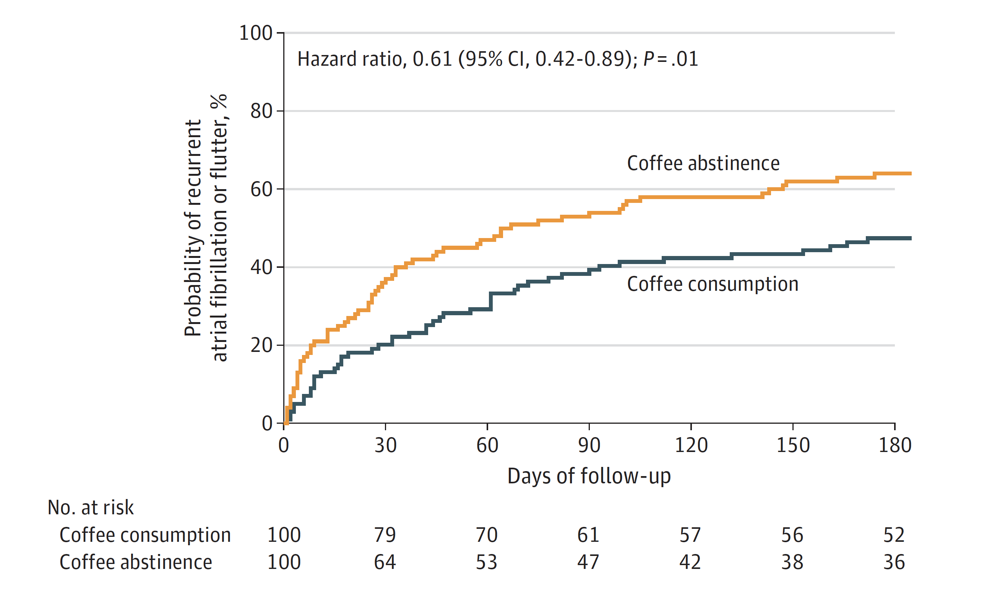 100
Hazard ratio, 0.61 (95% CI, 0.42-0.89); P = .01
80
60
40
20
0
Probability of recurrent
atrial fibrillation or flutter, %
Coffee abstinence
Coffee consumption
0 30 60 90 120 150 180
Days of follow-up
No. at risk
Coffee consumption 100 79 70 61 57 56 52
Coffee abstinence 100 64 53 47 42 38 36